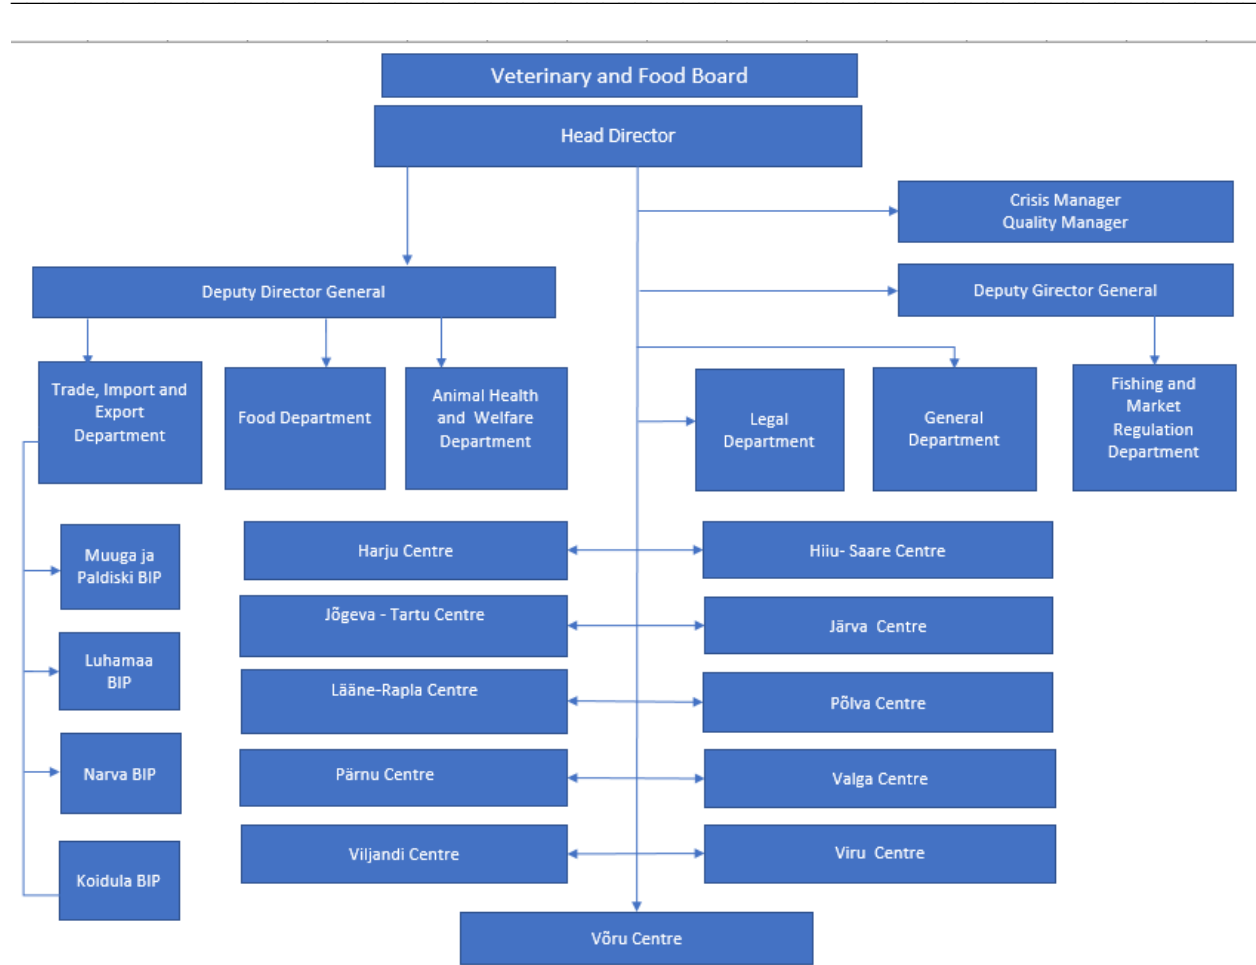 Veterinary and Food Board
Head Director
Crisis Manager
Quality Manager
Deputy Director General
Deputy Girector General
Trade, Import and
Export
Department
Food Department
Animal Health
and Welfare
Department
Legal
Department
General
Department
Fishing and
Market
Regulation
Department
Muuga ja
Paldiski BIP
Harju Centre
Hiiu- Saare Centre
Jõgeva - Tartu Centre
Järva Centre
Luhamaa
BIP
Lääne-Rapla Centre
Põlva Centre
Narva BIP
Pärnu Centre
Valga Centre
Koidula BIP
Viljandi Centre
Viru Centre
Võru Centre